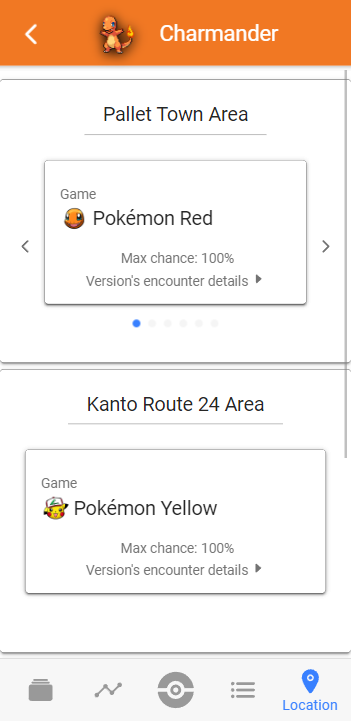 Charmander
Pallet Town Area
Game
Pokémon Red
Max chance: 100%
Version's encounter details
Kanto Route 24 Area
Game
Pokémon Yellow
Max chance: 100%
Version's encounter details
Location